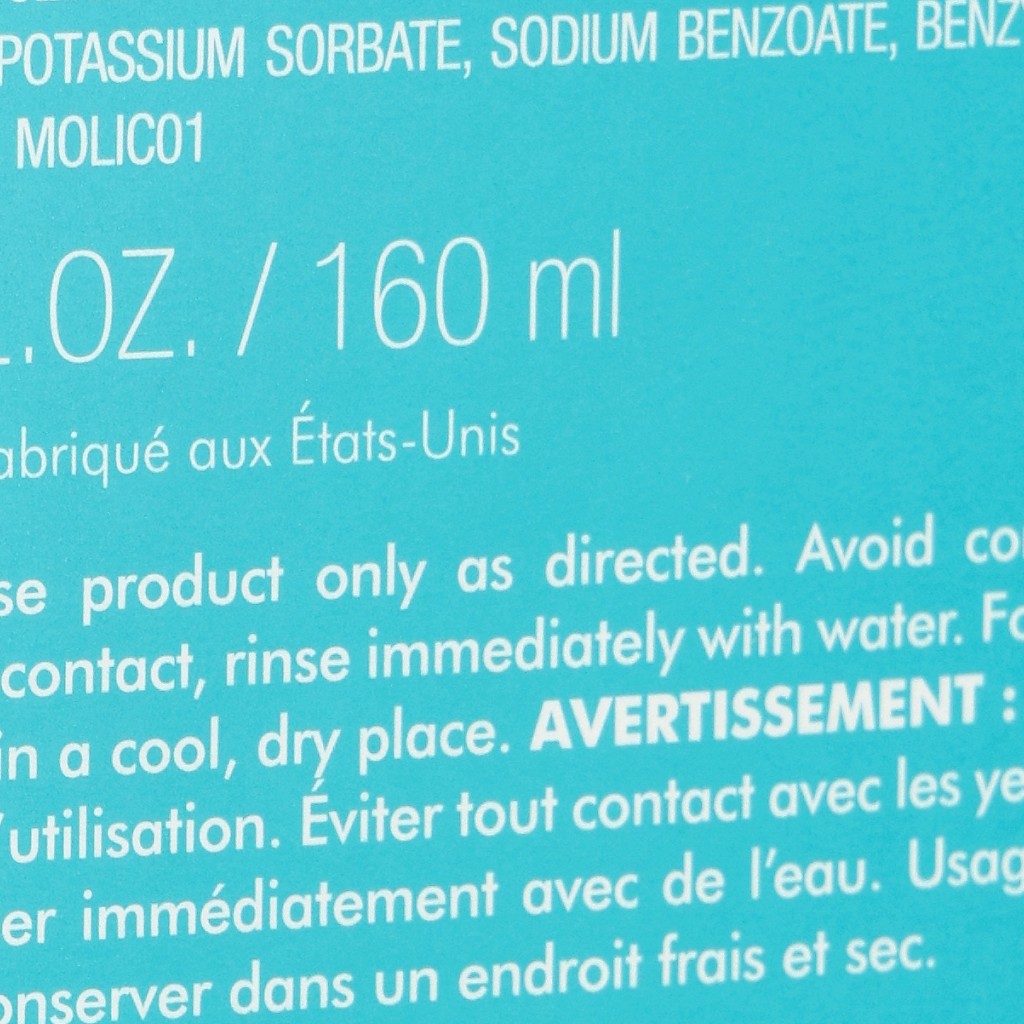 POTASSIUM SORBATE, SODIUM BENZOATE, BENZY
MOLIC01
.OZ. / 160 ml
abriqué aux États-Unis
se product only as directed. Avoid co
contact, rinse immediately with water. Fo
in a cool, dry place. AVERTISSEMENT :
'utilisation. Éviter tout contact avec les ye
er immédiatement avec de l'eau. Usag
onserver dans un endroit frais et sec.